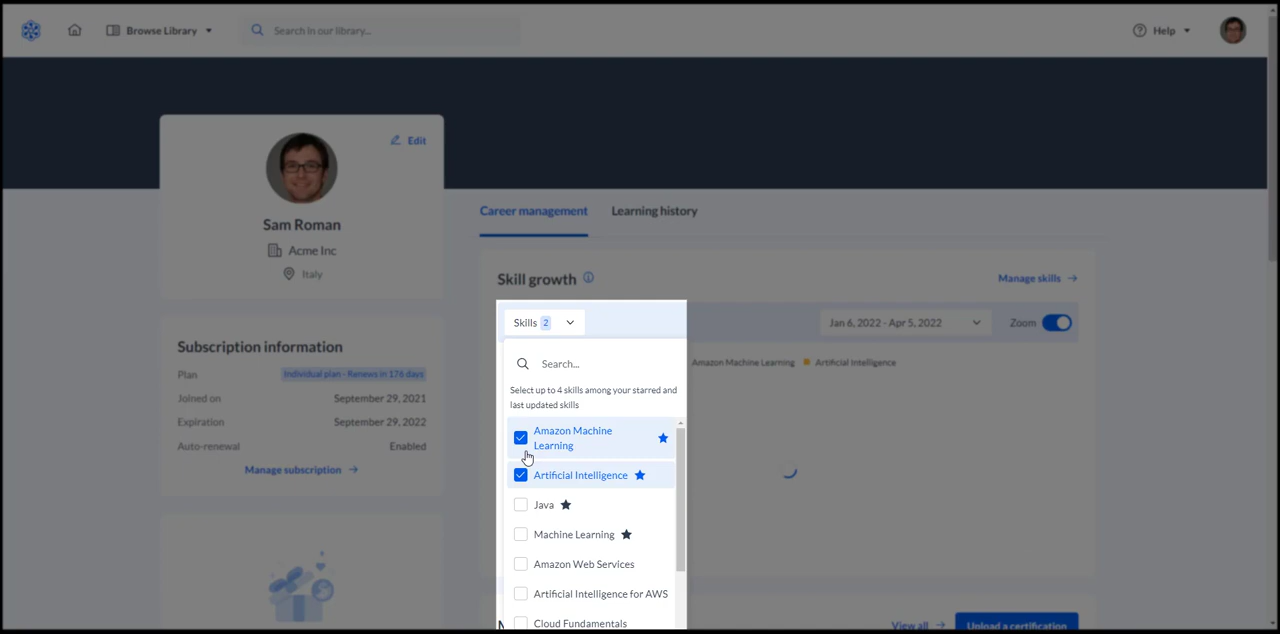 Browse Library
Search in our library...
Help
Edit
Sam Roman
Acme Inc
Italy
Subscription information
Plan
Individual plan - Renews in 176 days
Joined on
September 29, 2021
Expiration
September 29, 2022
Auto-renewal
Enabled
Manage subscription
Career management
Learning history
Skill growth
Manage skills
Skills 2
Jan 6, 2022 - Apr 5, 2022
Zoom
Amazon Machine Learning
Artificial Intelligence
Search...
Select up to 4 skills among your starred and
last updated skills
Amazon Machine
Learning
Artificial Intelligence
Java
Machine Learning
Amazon Web Services
Artificial Intelligence for AWS
Cloud Fundamentals
View all
Upload a certification